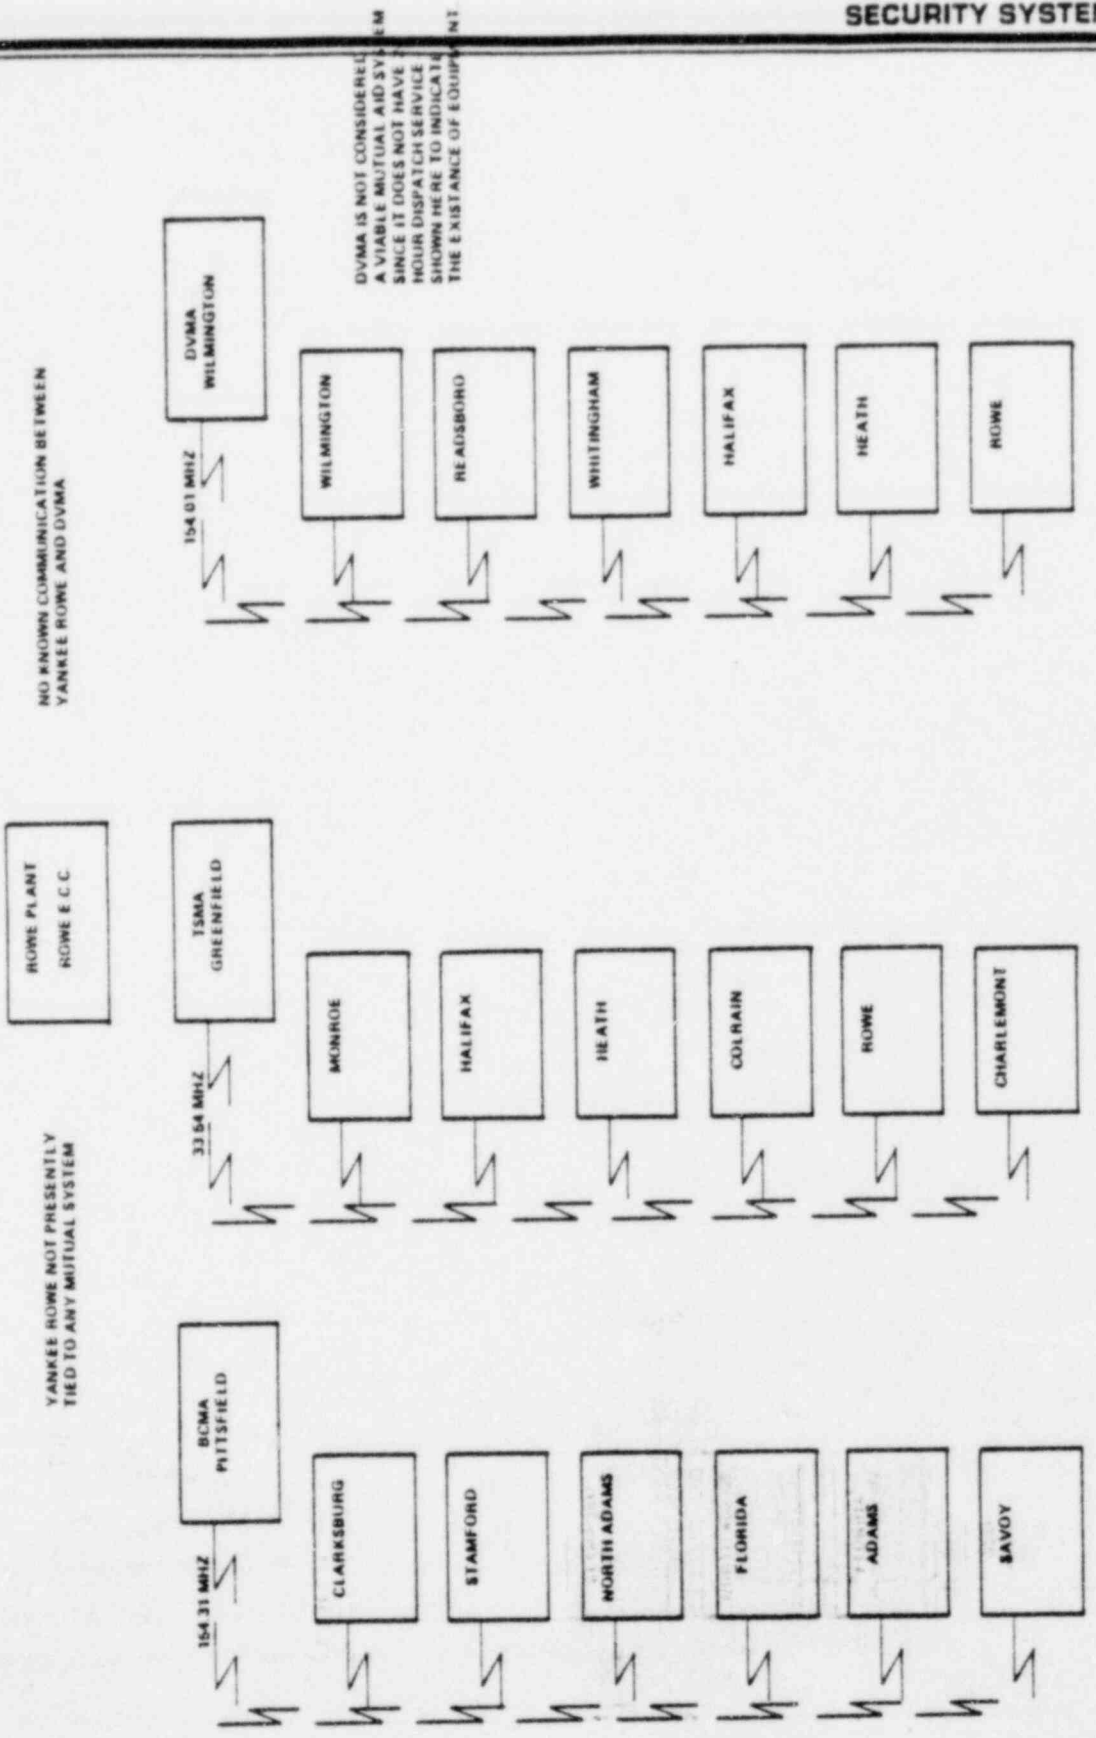 SECURITY SYSTEM
ROWE PLANT
ROWE E.C.C.
YANKEE ROWE NOT PRESENTLY
TIED TO ANY MUTUAL SYSTEM
NO KNOWN COMMUNICATION BETWEEN
YANKEE ROWE AND DVMA
BCMA
PITTSFIELD
154.31 MHZ
CLARKSBURG
STAMFORD
NORTH ADAMS
FLORIDA
ADAMS
SAVOY
TSMA
GREENFIELD
33.54 MHZ
MONROE
HALIFAX
HEATH
COLRAIN
ROWE
CHARLEMONT
DVMA
WILMINGTON
154.01 MHZ
WILMINGTON
READSBORO
WHITINGHAM
HALIFAX
HEATH
ROWE
DVMA IS NOT CONSIDERED
A VIABLE MUTUAL AID SYSTEM
SINCE IT DOES NOT HAVE
HOUR DISPATCH SERVICE
SHOWN HERE TO INDICATE
THE EXISTANCE OF EQUIPMENT.